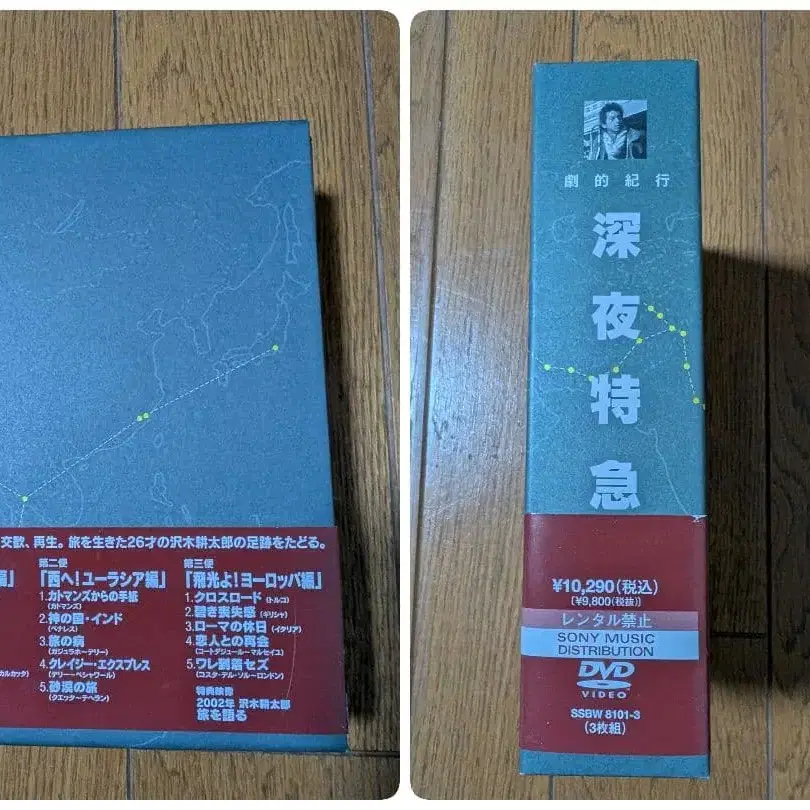 交歓、再生。旅を生きた26才の沢木耕太郎の足跡をたどる。
編」
カルカッタ)
第二便
「西へ!ユーラシア編」
1.カトマンズからの手紙
(カトマンズ)
2.神の国・インド
(ベナレス)
3.旅の病
(カジュラホ〜デリー)
4.クレイジー・エクスプレス
(デリー〜ペシャワール)
5.砂漠の旅
(クエッタ〜テヘラン)
第三便
「飛光よ!ヨーロッパ編」
1.クロスロード(トルコ)
2.碧き喪失感(ギリシャ)
3.ローマの休日(イタリア)
4.恋人との再会
(コートダジュール〜マルセイユ)
5.ワレ到着セズ
(コスタ・デル・ソル〜ロンドン)
特典映像
2002年 沢木耕太郎
旅を語る
劇的紀行
深夜特急
¥10,290(税込)
[¥9,800(税抜)]
レンタル禁止
SONY MUSIC
DISTRIBUTION
DVD
VIDEO
SSBW 8101-3
(3枚組)